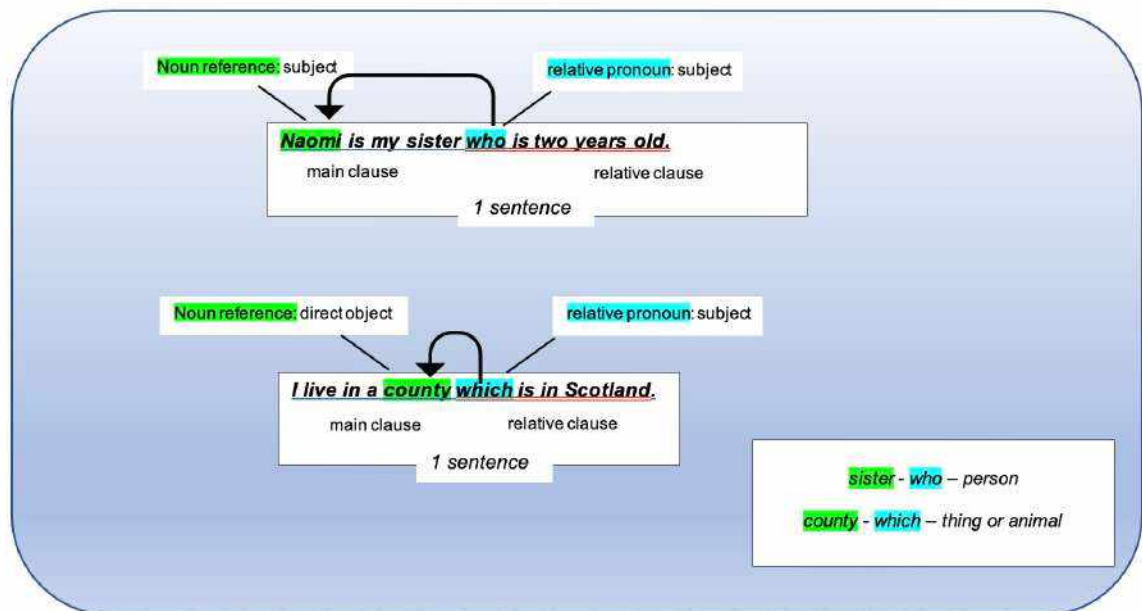 Noun reference: subject
relative pronoun: subject
Naomi is my sister who is two years old.
main clause
relative clause
1 sentence
Noun reference: direct object
relative pronoun: subject
I live in a county which is in Scotland.
main clause
relative clause
1 sentence
sister - who – person
county - which – thing or animal